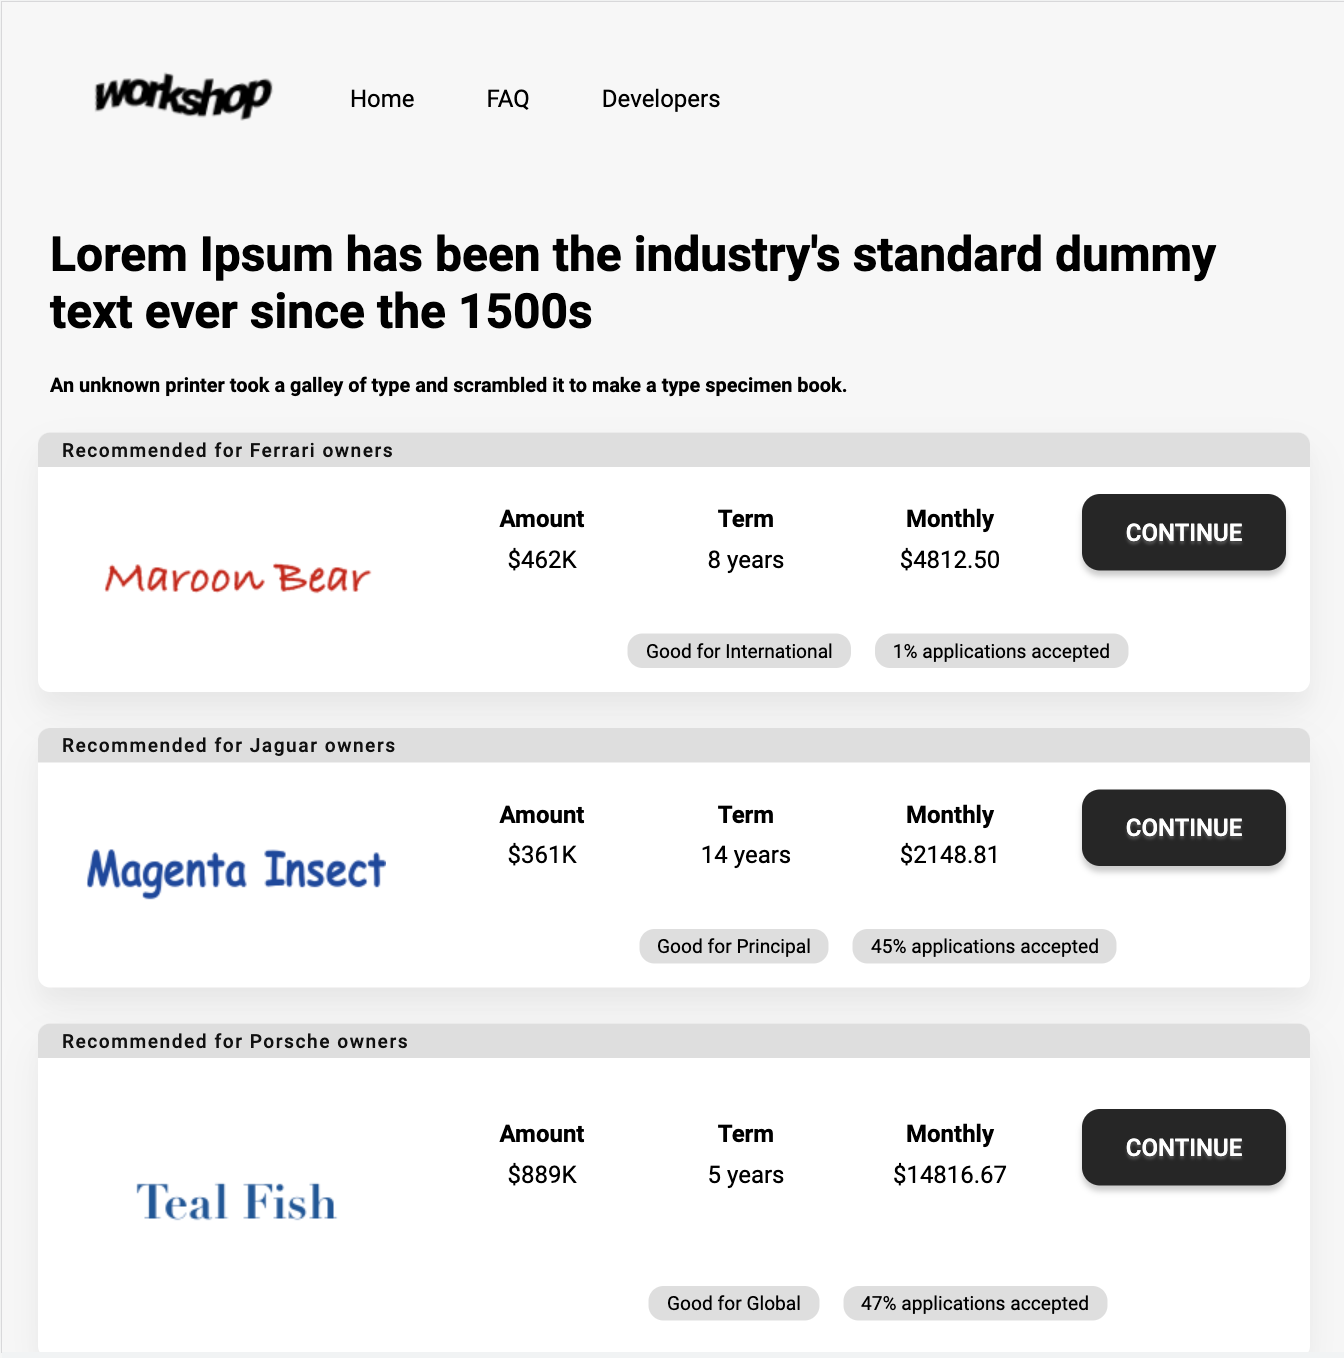 workshop
Home
FAQ
Developers
Lorem Ipsum has been the industry's standard dummy
text ever since the 1500s
An unknown printer took a galley of type and scrambled it to make a type specimen book.
Recommended for Ferrari owners
Maroon Bear
Amount
$462K
Term
8 years
Monthly
$4812.50
CONTINUE
Good for International
1% applications accepted
Recommended for Jaguar owners
Magenta Insect
Amount
$361K
Term
14 years
Monthly
$2148.81
CONTINUE
Good for Principal
45% applications accepted
Recommended for Porsche owners
Teal Fish
Amount
$889K
Term
5 years
Monthly
$14816.67
CONTINUE
Good for Global
47% applications accepted